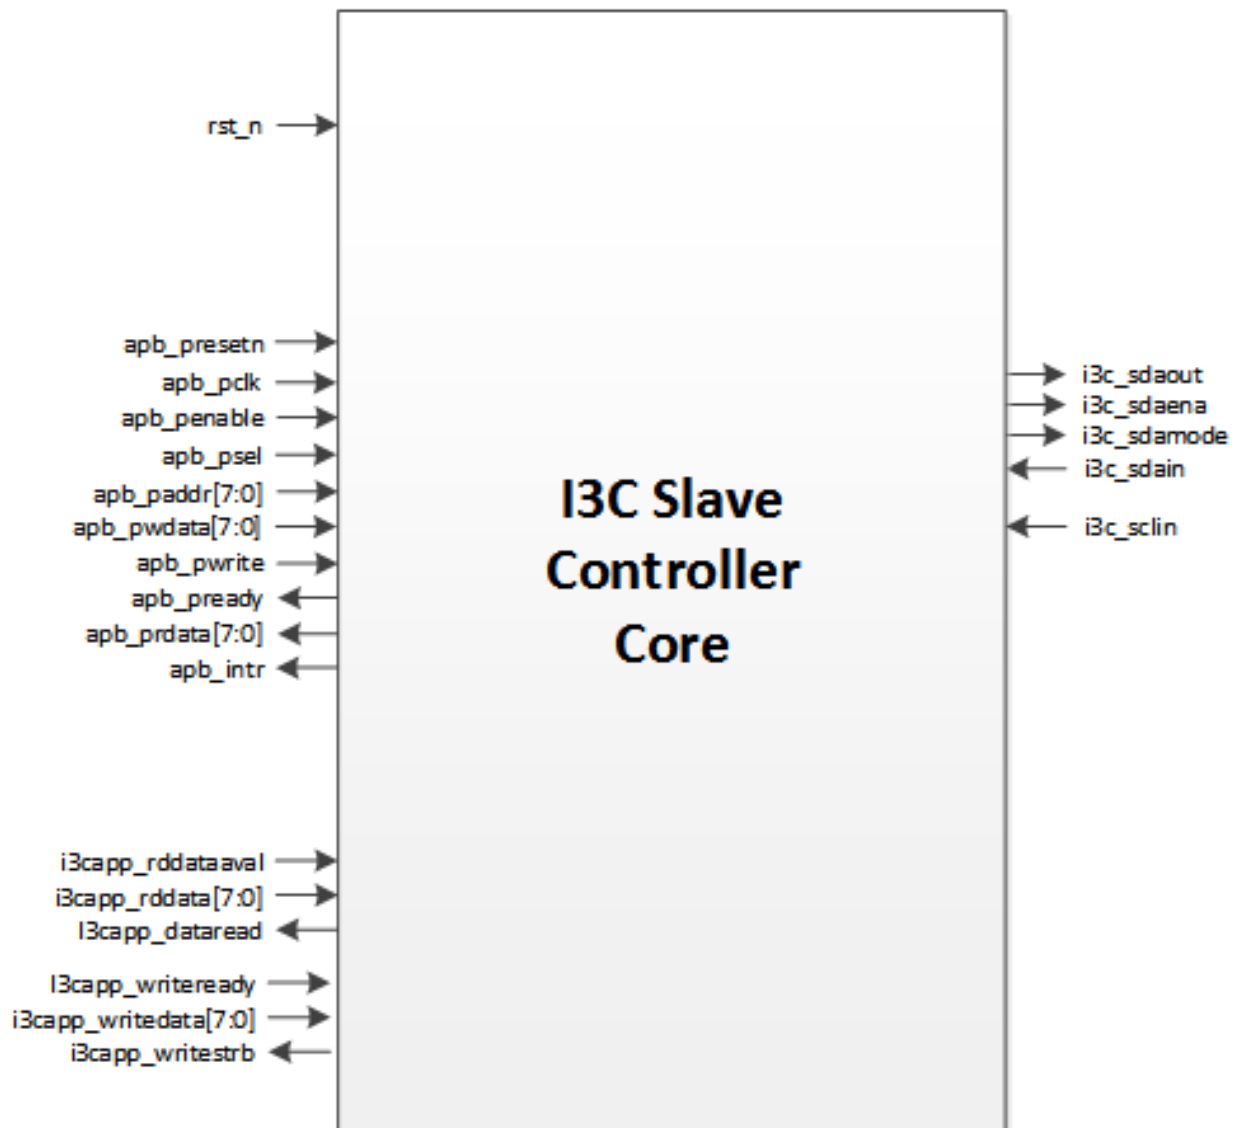 rst_n
apb_presetn
apb_pclk
apb_penable
apb_psel
apb_paddr[7:0]
apb_pwdata[7:0]
apb_pwrite
apb_pready
apb_prdata[7:0]
apb_intr
i3capp_rddataaval
i3capp_rddata[7:0]
I3capp_dataread
I3capp_writeready
i3capp_writedata[7:0]
i3capp_writestrb
I3C Slave
Controller
Core
i3c_sdaout
i3c_sdaena
i3c_sdamode
i3c_sdain
i3c_sclin